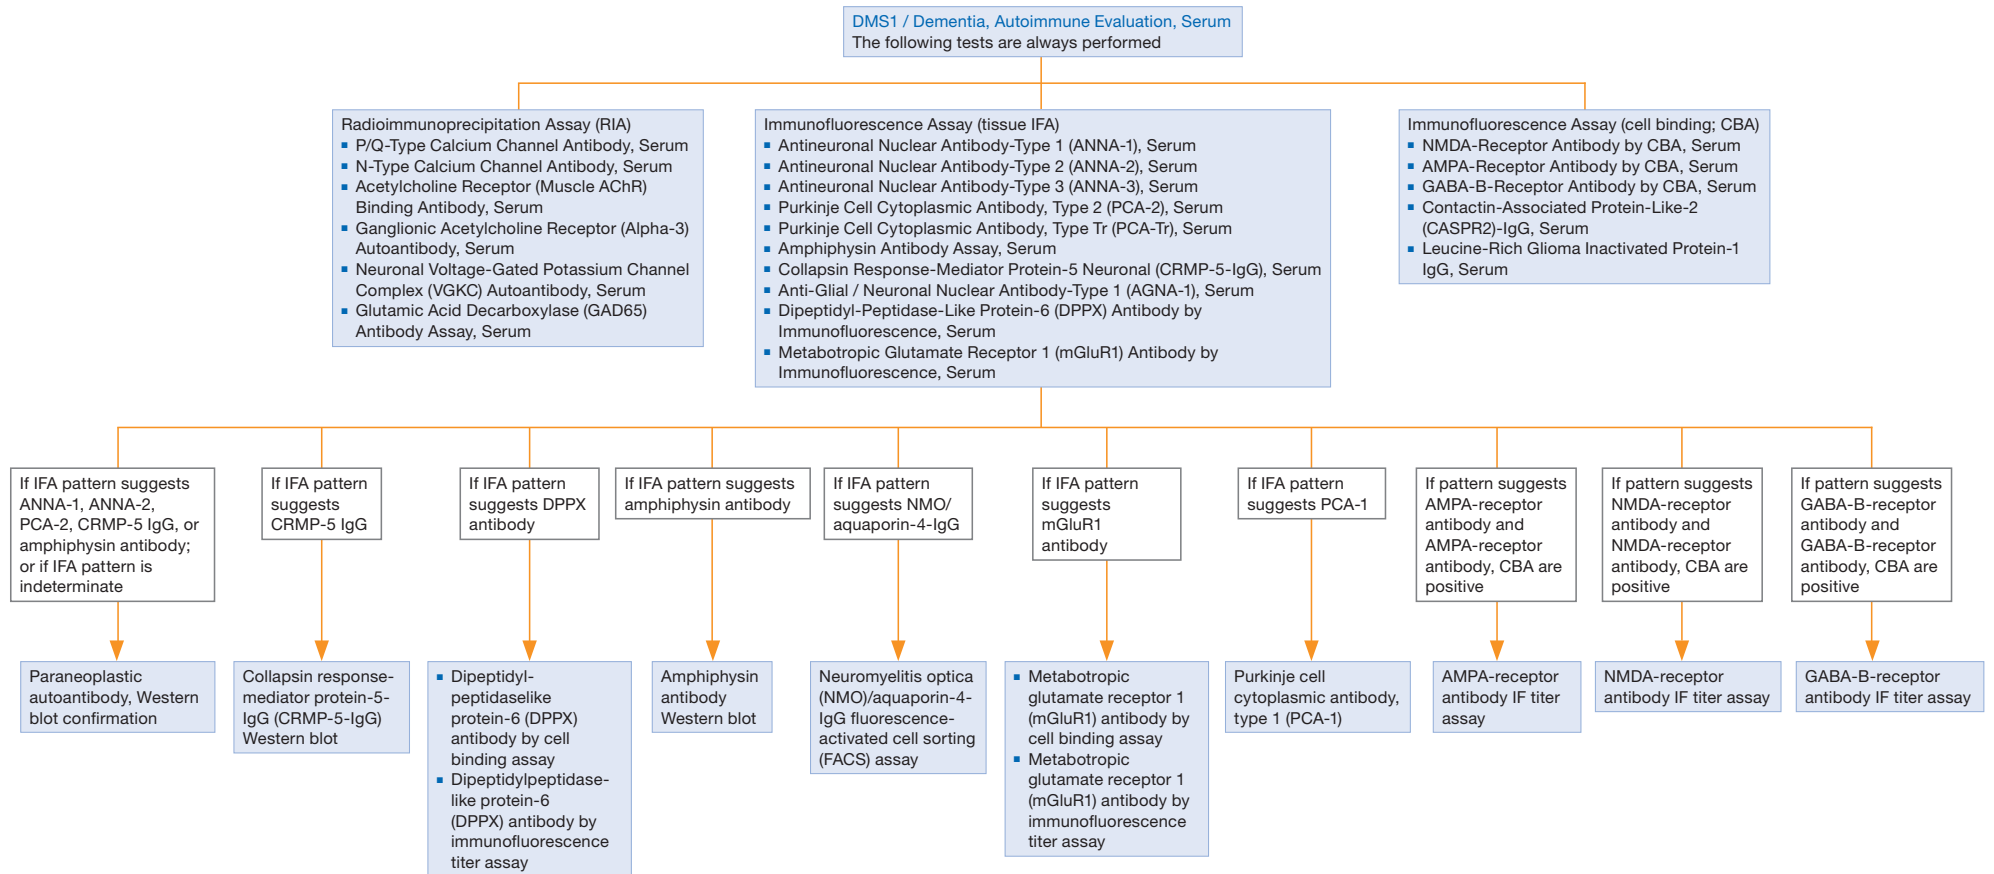 DMS1 / Dementia, Autoimmune Evaluation, Serum
The following tests are always performed
Radioimmunoprecipitation Assay (RIA)
▪ P/Q-Type Calcium Channel Antibody, Serum
▪ N-Type Calcium Channel Antibody, Serum
▪ Acetylcholine Receptor (Muscle AChR)
Binding Antibody, Serum
▪ Ganglionic Acetylcholine Receptor (Alpha-3)
Autoantibody, Serum
▪ Neuronal Voltage-Gated Potassium Channel
Complex (VGKC) Autoantibody, Serum
▪ Glutamic Acid Decarboxylase (GAD65)
Antibody Assay, Serum
Immunofluorescence Assay (tissue IFA)
▪ Antineuronal Nuclear Antibody-Type 1 (ANNA-1), Serum
▪ Antineuronal Nuclear Antibody-Type 2 (ANNA-2), Serum
▪ Antineuronal Nuclear Antibody-Type 3 (ANNA-3), Serum
▪ Purkinje Cell Cytoplasmic Antibody, Type 2 (PCA-2), Serum
▪ Purkinje Cell Cytoplasmic Antibody, Type Tr (PCA-Tr), Serum
▪ Amphiphysin Antibody Assay, Serum
▪ Collapsin Response-Mediator Protein-5 Neuronal (CRMP-5-IgG), Serum
▪ Anti-Glial / Neuronal Nuclear Antibody-Type 1 (AGNA-1), Serum
▪ Dipeptidyl-Peptidase-Like Protein-6 (DPPX) Antibody by
Immunofluorescence, Serum
▪ Metabotropic Glutamate Receptor 1 (mGluR1) Antibody by
Immunofluorescence, Serum
Immunofluorescence Assay (cell binding; CBA)
▪ NMDA-Receptor Antibody by CBA, Serum
▪ AMPA-Receptor Antibody by CBA, Serum
▪ GABA-B-Receptor Antibody by CBA, Serum
▪ Contactin-Associated Protein-Like-2
(CASPR2)-IgG, Serum
▪ Leucine-Rich Glioma Inactivated Protein-1
IgG, Serum
If IFA pattern suggests
ANNA-1, ANNA-2,
PCA-2, CRMP-5 IgG, or
amphiphysin antibody;
or if IFA pattern is
indeterminate
If IFA pattern
suggests
CRMP-5 IgG
If IFA pattern
suggests DPPX
antibody
If IFA pattern suggests
amphiphysin antibody
If IFA pattern
suggests NMO/
aquaporin-4-IgG
If IFA pattern
suggests
mGluR1
antibody
If IFA pattern
suggests PCA-1
If pattern suggests
AMPA-receptor
antibody and
AMPA-receptor
antibody, CBA are
positive
If pattern suggests
NMDA-receptor
antibody and
NMDA-receptor
antibody, CBA are
positive
If pattern suggests
GABA-B-receptor
antibody and
GABA-B-receptor
antibody, CBA are
positive
Paraneoplastic
autoantibody, Western
blot confirmation
Collapsin response-
mediator protein-5-
IgG (CRMP-5-IgG)
Western blot
▪ Dipeptidyl-
peptidaselike
protein-6 (DPPX)
antibody by cell
binding assay
▪ Dipeptidylpeptidase-
like protein-6
(DPPX) antibody by
immunofluorescence
titer assay
Amphiphysin
antibody
Western blot
Neuromyelitis optica
(NMO)/aquaporin-4-
IgG fluorescence-
activated cell sorting
(FACS) assay
▪ Metabotropic
glutamate receptor 1
(mGluR1) antibody by
cell binding assay
▪ Metabotropic
glutamate receptor 1
(mGluR1) antibody by
immunofluorescence
titer assay
Purkinje cell
cytoplasmic antibody,
type 1 (PCA-1)
AMPA-receptor
antibody IF titer
assay
NMDA-receptor
antibody IF titer assay
GABA-B-receptor
antibody IF titer assay